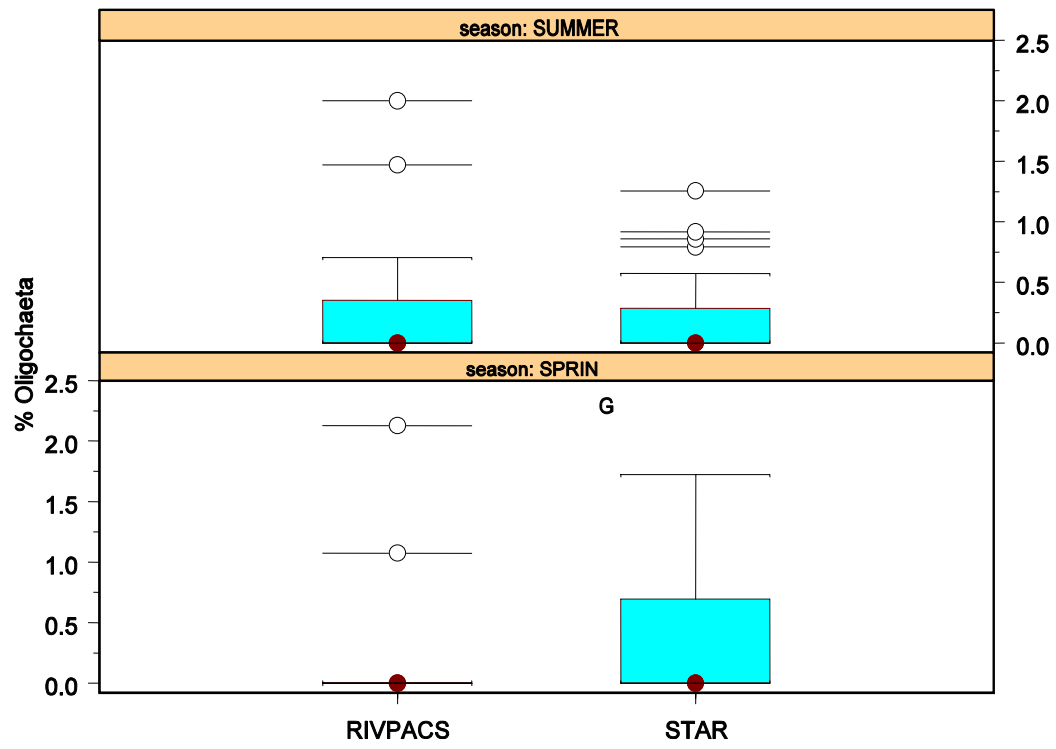 season: SUMMER
2.5
2.0
1.5
1.0
0.5
0.0
% Oligochaeta
season: SPRIN
G
2.5
2.0
1.5
1.0
0.5
0.0
RIVPACS STAR